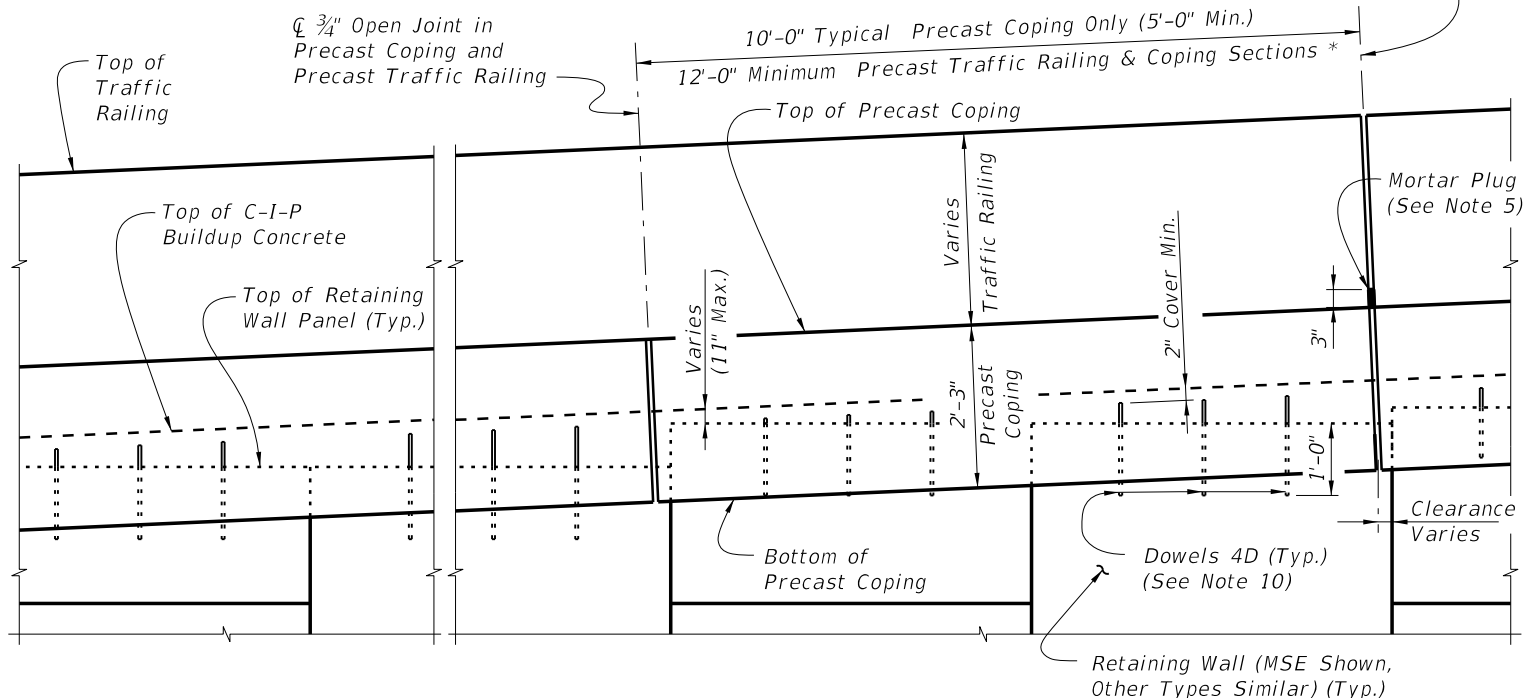 ℄ ¾" Open Joint in
Precast Coping and
Precast Traffic Railing
10'-0" Typical Precast Coping Only (5'-0" Min.)
12'-0" Minimum Precast Traffic Railing & Coping Sections *
Top of
Traffic
Railing
Top of Precast Coping
Mortar Plug
(See Note 5)
Top of C-I-P
Buildup Concrete
Top of Retaining
Wall Panel (Typ.)
Varies
(11" Max.)
Varies
Traffic Railing
2" Cover Min.
3"
2'-3"
Precast
Coping
1'-0"
Clearance
Varies
Bottom of
Precast Coping
Dowels 4D (Typ.)
(See Note 10)
Retaining Wall (MSE Shown,
Other Types Similar) (Typ.)